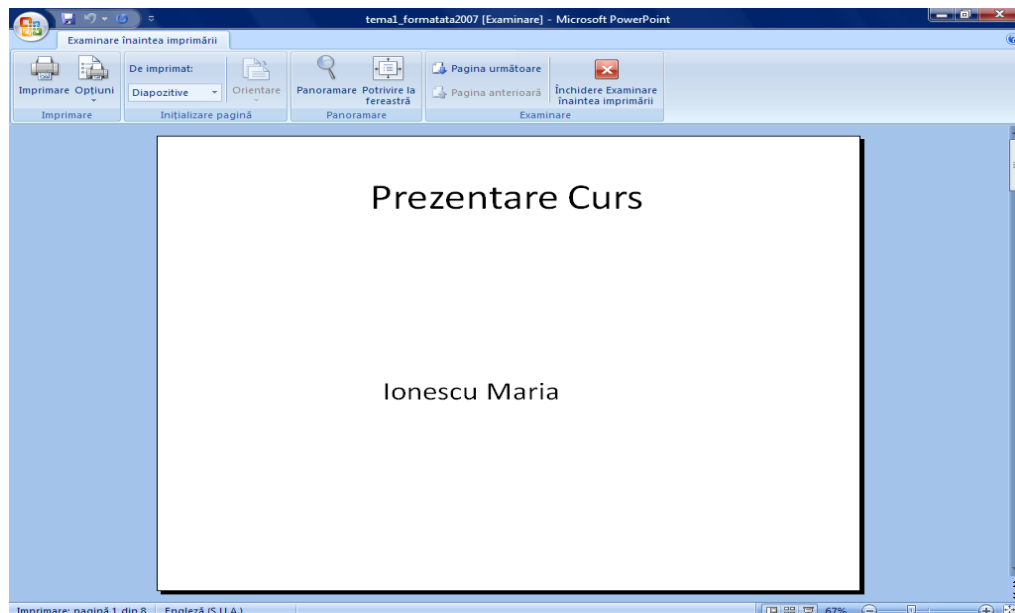 tema1_formatata2007 [Examinare] - Microsoft PowerPoint
Examinare înaintea imprimării
Imprimare Opțiuni
De imprimat:
Diapozitive
Orientare
Panoramare Potrivire la fereastră
Pagina următoare
Pagina anterioară
Închidere Examinare înaintea imprimării
Imprimare
Inițializare pagină
Panoramare
Examinare
Prezentare Curs
Ionescu Maria
Imprimare: pagină 1 din 8
Engleză (S.U.A.)
67%